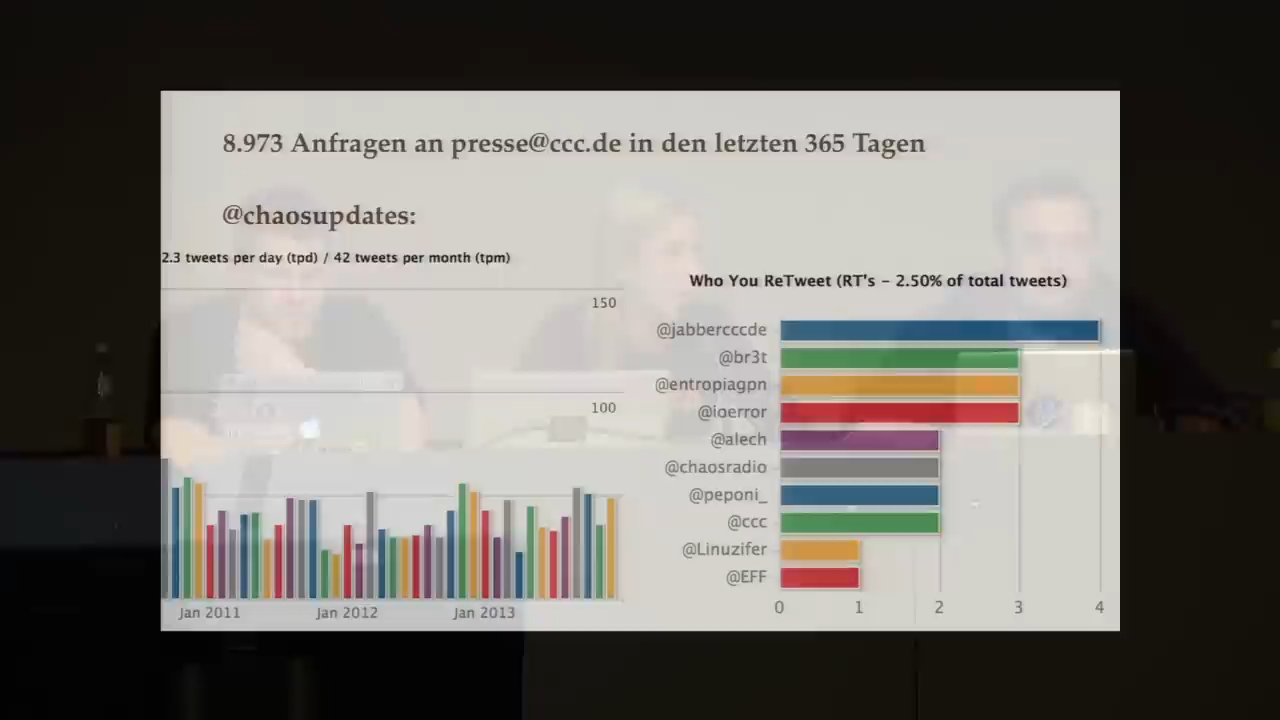 8.973 Anfragen an presse@ccc.de in den letzten 365 Tagen
@chaosupdates:
2.3 tweets per day (tpd) / 42 tweets per month (tpm)
150
100
Jan 2011
Jan 2012
Jan 2013
Who You ReTweet (RT's – 2.50% of total tweets)
@jabbercccde
@br3t
@entropiagpn
@ioerror
@alech
@chaosradio
@peponi_
@ccc
@Linuzifer
@EFF
0 1 2 3 4